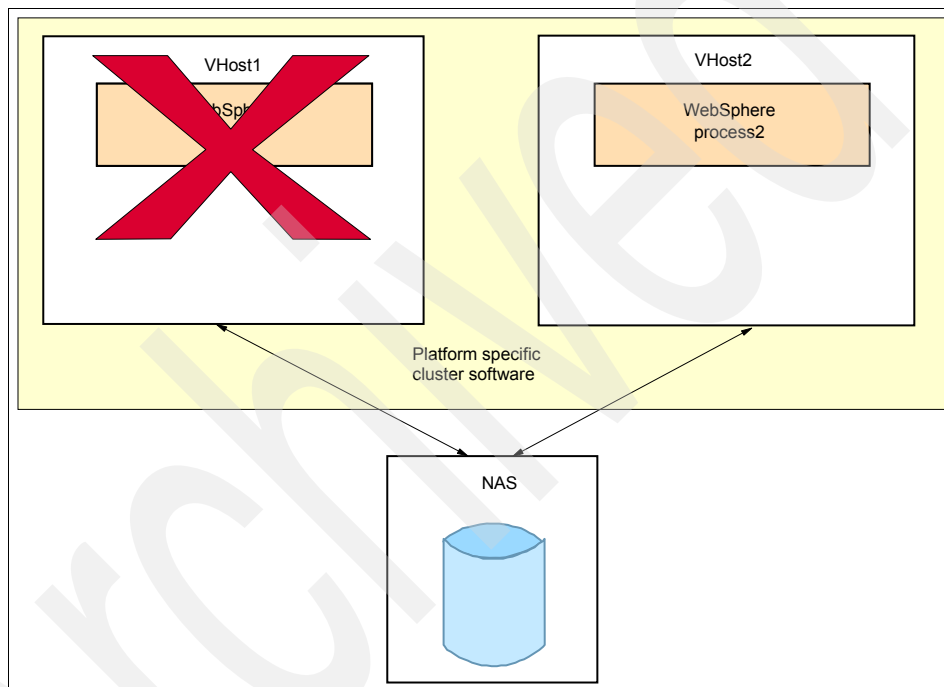 VHost1
VHost2
WebSphere
process2
Platform specific
cluster software
NAS